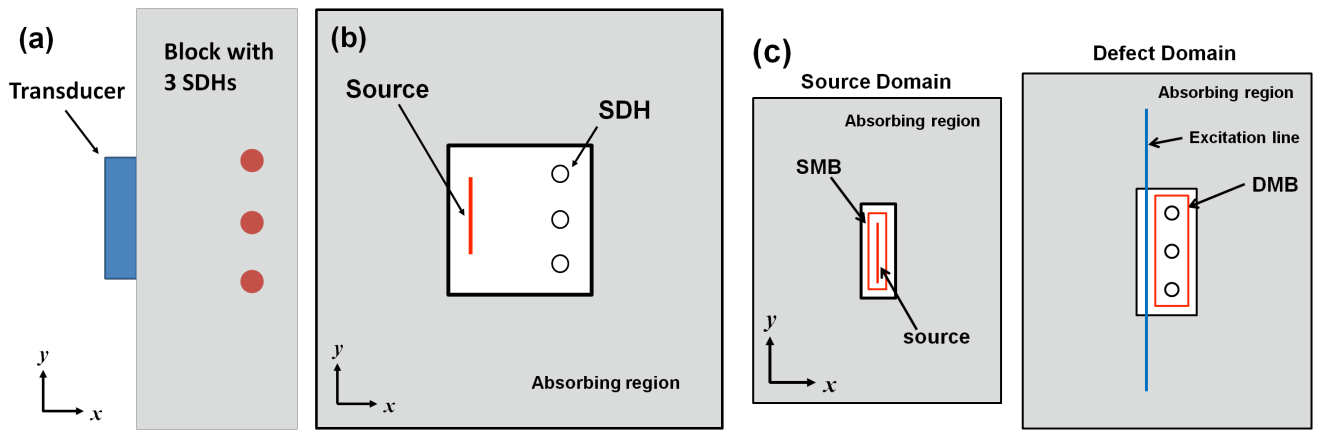 (a)
Block with
3 SDHs
Transducer
y
x
(b)
Source
SDH
y
x
Absorbing region
(c)
Source Domain
Absorbing region
SMB
source
y
x
Defect Domain
Absorbing region
Excitation line
DMB